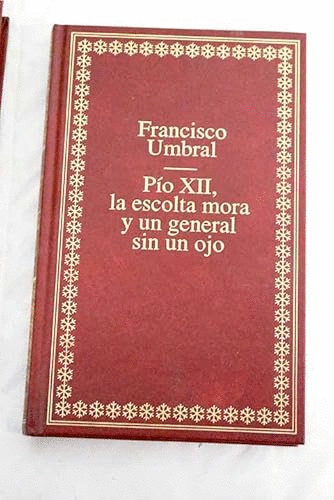 Francisco
Umbral
Pío XII,
la escolta mora
y un general
sin un ojo